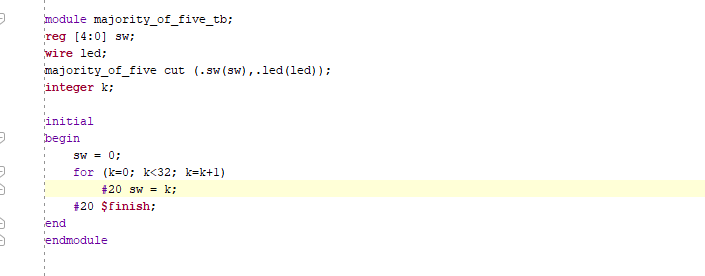 module majority_of_five_tb;
reg [4:0] sw;
wire led;
majority_of_five cut (.sw(sw),.led(led));
integer k;
initial
begin
sw = 0;
for (k=0; k<32; k=k+1)
#20 sw = k;
#20 $finish;
end
endmodule